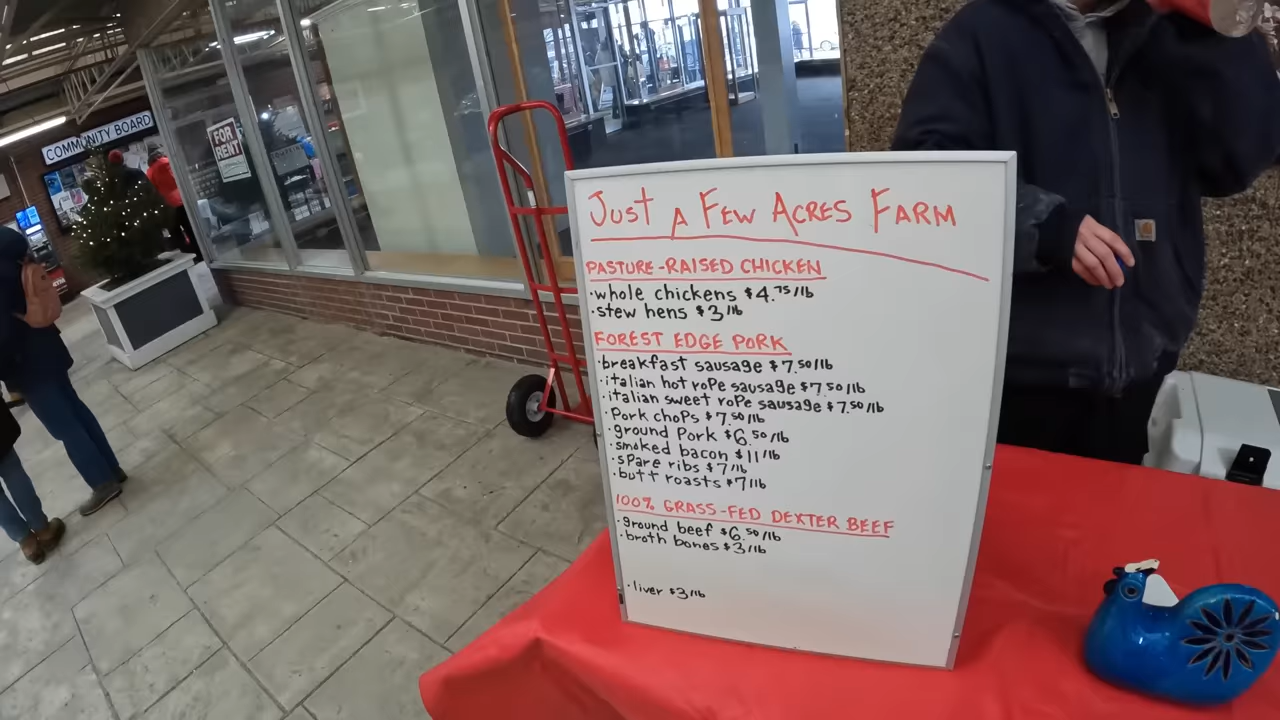 COMMUNITY BOARD
FOR
RENT
JUST A FEW ACRES FARM
PASTURE-RAISED CHICKEN
·whole chickens $4.75/lb
·stew hens $3/lb
FOREST EDGE PORK
·breakfast sausage $7.50/lb
·italian hot rope sausage $7.50/lb
·italian sweet rope sausage $7.50/lb
·Pork chops $7.50/lb
·ground Pork $6.50/lb
·smoked bacon $11/lb
·spare ribs $7/lb
·butt roasts $7/lb
100% GRASS-FED DEXTER BEEF
·ground beef $6.50/lb
·broth bones $3/lb
·liver $3/lb